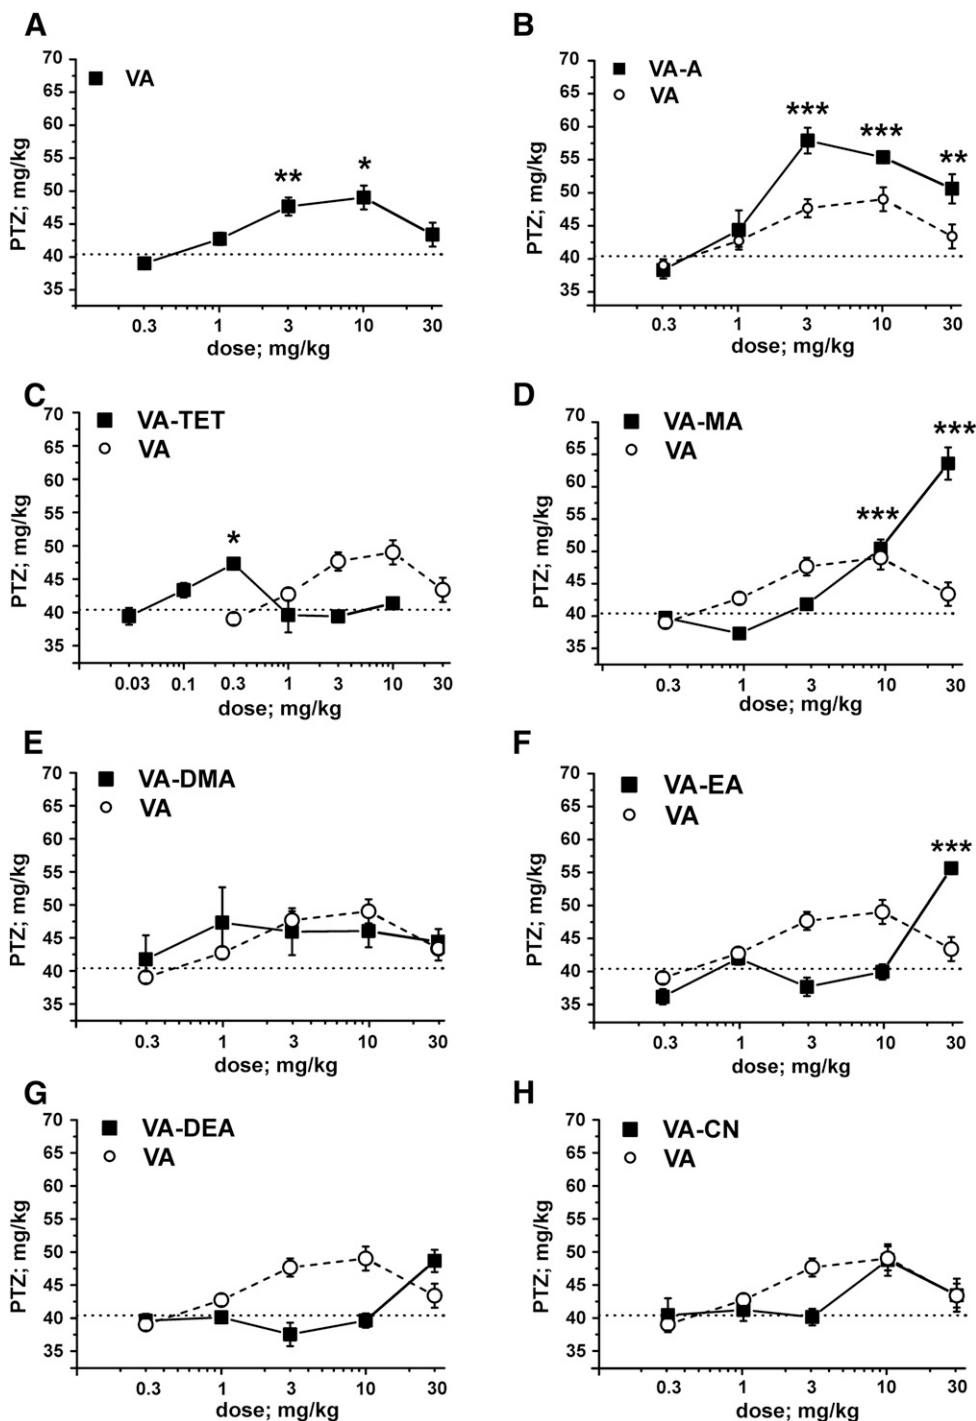 A
70
65
60
55
50
45
40
35
PTZ; mg/kg
VA
**
*
0.3 1 3 10 30
dose; mg/kg
B
70
65
60
55
50
45
40
35
PTZ; mg/kg
VA-A
VA
***
***
**
0.3 1 3 10 30
dose; mg/kg
C
70
65
60
55
50
45
40
35
PTZ; mg/kg
VA-TET
VA
*
0.03 0.1 0.3 1 3 10 30
dose; mg/kg
D
70
65
60
55
50
45
40
35
PTZ; mg/kg
VA-MA
VA
***
***
0.3 1 3 10 30
dose; mg/kg
E
70
65
60
55
50
45
40
35
PTZ; mg/kg
VA-DMA
VA
0.3 1 3 10 30
dose; mg/kg
F
70
65
60
55
50
45
40
35
PTZ; mg/kg
VA-EA
VA
***
0.3 1 3 10 30
dose; mg/kg
G
70
65
60
55
50
45
40
35
PTZ; mg/kg
VA-DEA
VA
0.3 1 3 10 30
dose; mg/kg
H
70
65
60
55
50
45
40
35
PTZ; mg/kg
VA-CN
VA
0.3 1 3 10 30
dose; mg/kg